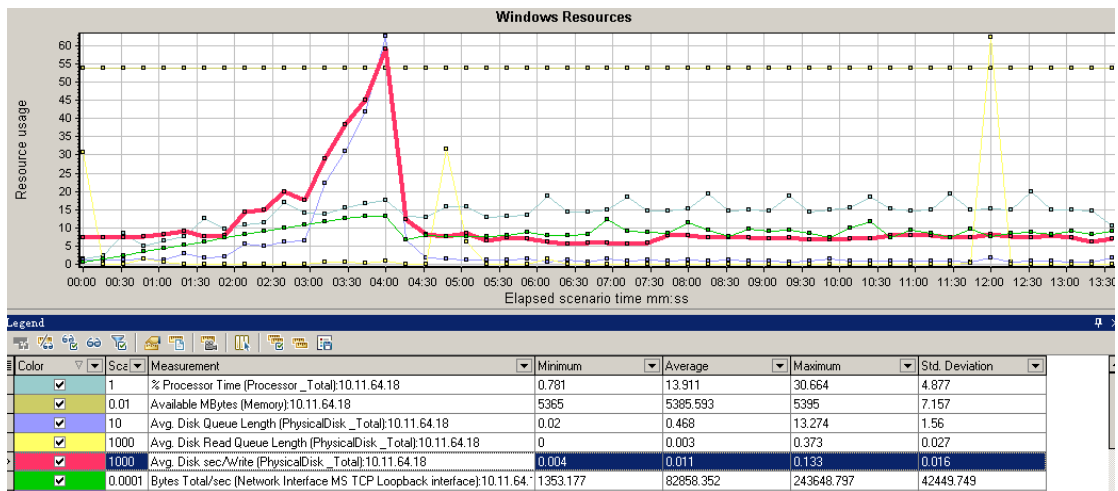 Windows Resources
60
55
50
45
40
35
30
25
20
15
10
5
0
Resource usage
00:00 00:30 01:00 01:30 02:00 02:30 03:00 03:30 04:00 04:30 05:00 05:30 06:00 06:30 07:00 07:30 08:00 08:30 09:00 09:30 10:00 10:30 11:00 11:30 12:00 12:30 13:00 13:30
Elapsed scenario time mm:ss
Legend
Color Sca Measurement Minimum Average Maximum Std. Deviation
1 % Processor Time (Processor _Total):10.11.64.18 0.781 13.911 30.664 4.877
0.01 Available MBytes (Memory):10.11.64.18 5365 5385.593 5395 7.157
10 Avg. Disk Queue Length (PhysicalDisk _Total):10.11.64.18 0.02 0.468 13.274 1.56
1000 Avg. Disk Read Queue Length (PhysicalDisk _Total):10.11.64.18 0 0.003 0.373 0.027
1000 Avg. Disk sec/Write (PhysicalDisk _Total):10.11.64.18 0.004 0.011 0.133 0.016
0.0001 Bytes Total/sec (Network Interface MS TCP Loopback interface):10.11.64. 1353.177 82858.352 243648.797 42449.749